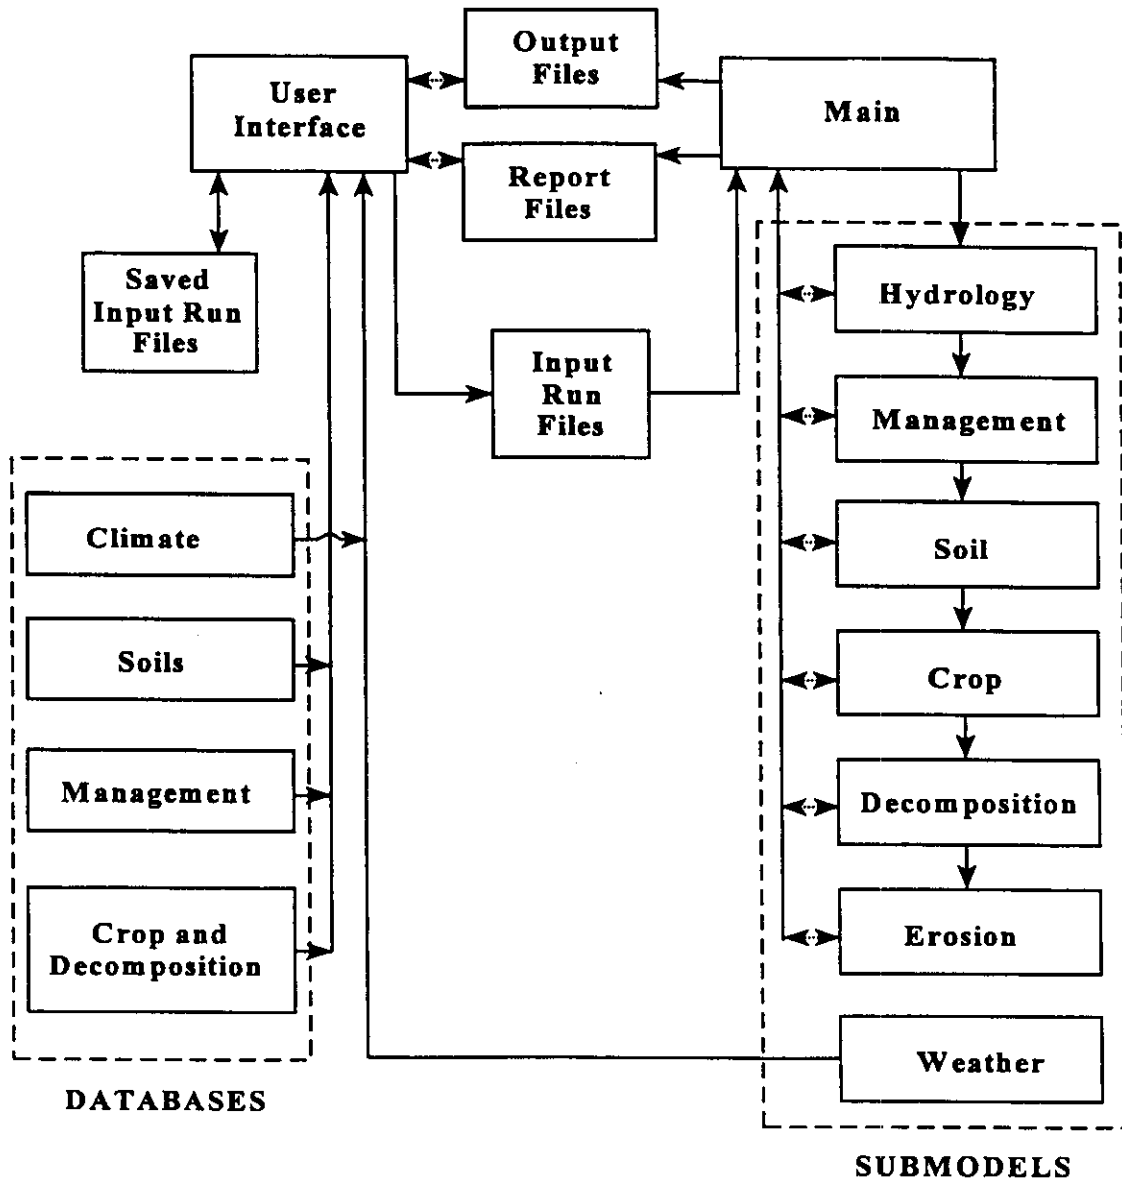 Output
Files
User
Interface
Main
Report
Files
Saved
Input Run
Files
Hydrology
Input
Run
Files
Management
Climate
Soil
Soils
Crop
Management
Decomposition
Crop and
Decomposition
Erosion
Weather
DATABASES
SUBMODELS